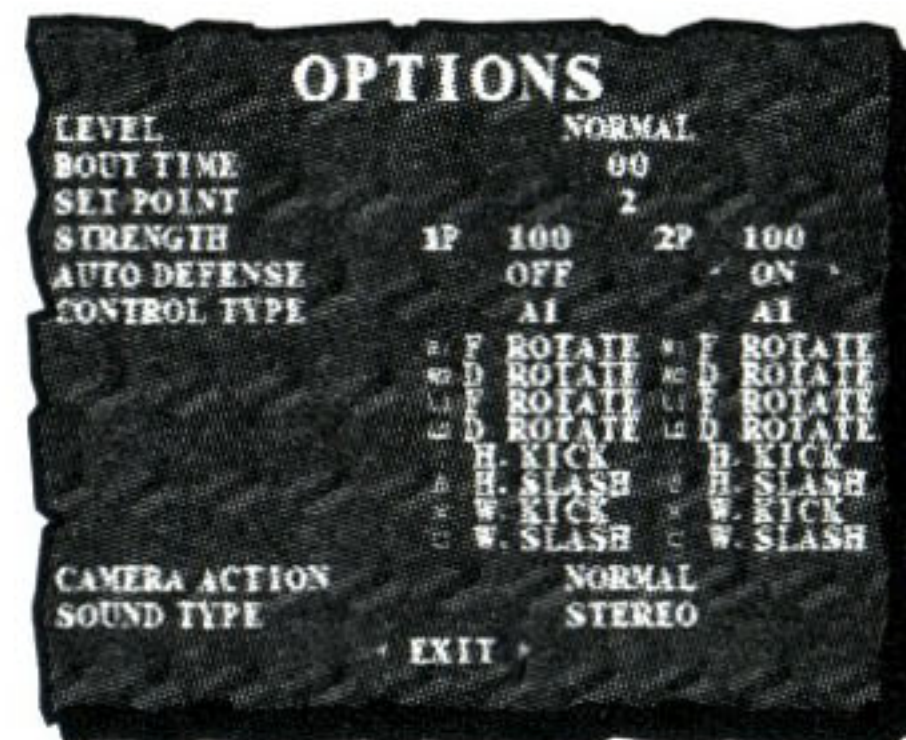 OPTIONS
LEVEL NORMAL
BOUT TIME 00
SET POINT 2
STRENGTH 1P 100 2P 100
AUTO DEFENSE OFF ON
CONTROL TYPE A1 A1
F ROTATE F ROTATE
D ROTATE D ROTATE
F ROTATE F ROTATE
D ROTATE D ROTATE
H. KICK H. KICK
H. SLASH H. SLASH
W. KICK W. KICK
W. SLASH W. SLASH
CAMERA ACTION NORMAL
SOUND TYPE STEREO
EXIT